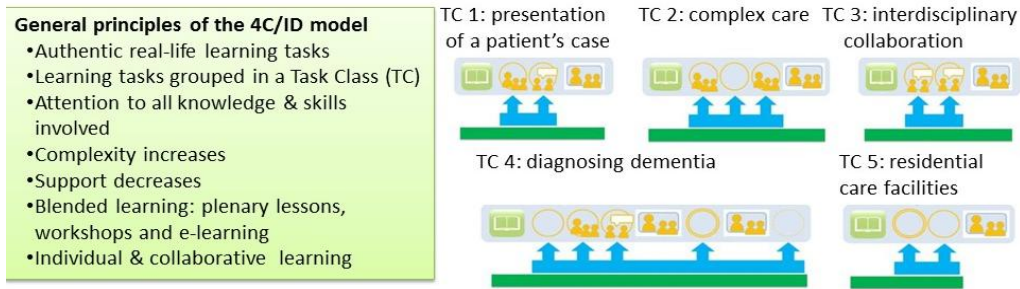 General principles of the 4C/ID model
•Authentic real-life learning tasks
•Learning tasks grouped in a Task Class (TC)
•Attention to all knowledge & skills
involved
•Complexity increases
•Support decreases
•Blended learning: plenary lessons,
workshops and e-learning
•Individual & collaborative learning
TC 1: presentation
of a patient's case
TC 2: complex care
TC 3: interdisciplinary
collaboration
TC 4: diagnosing dementia
TC 5: residential
care facilities